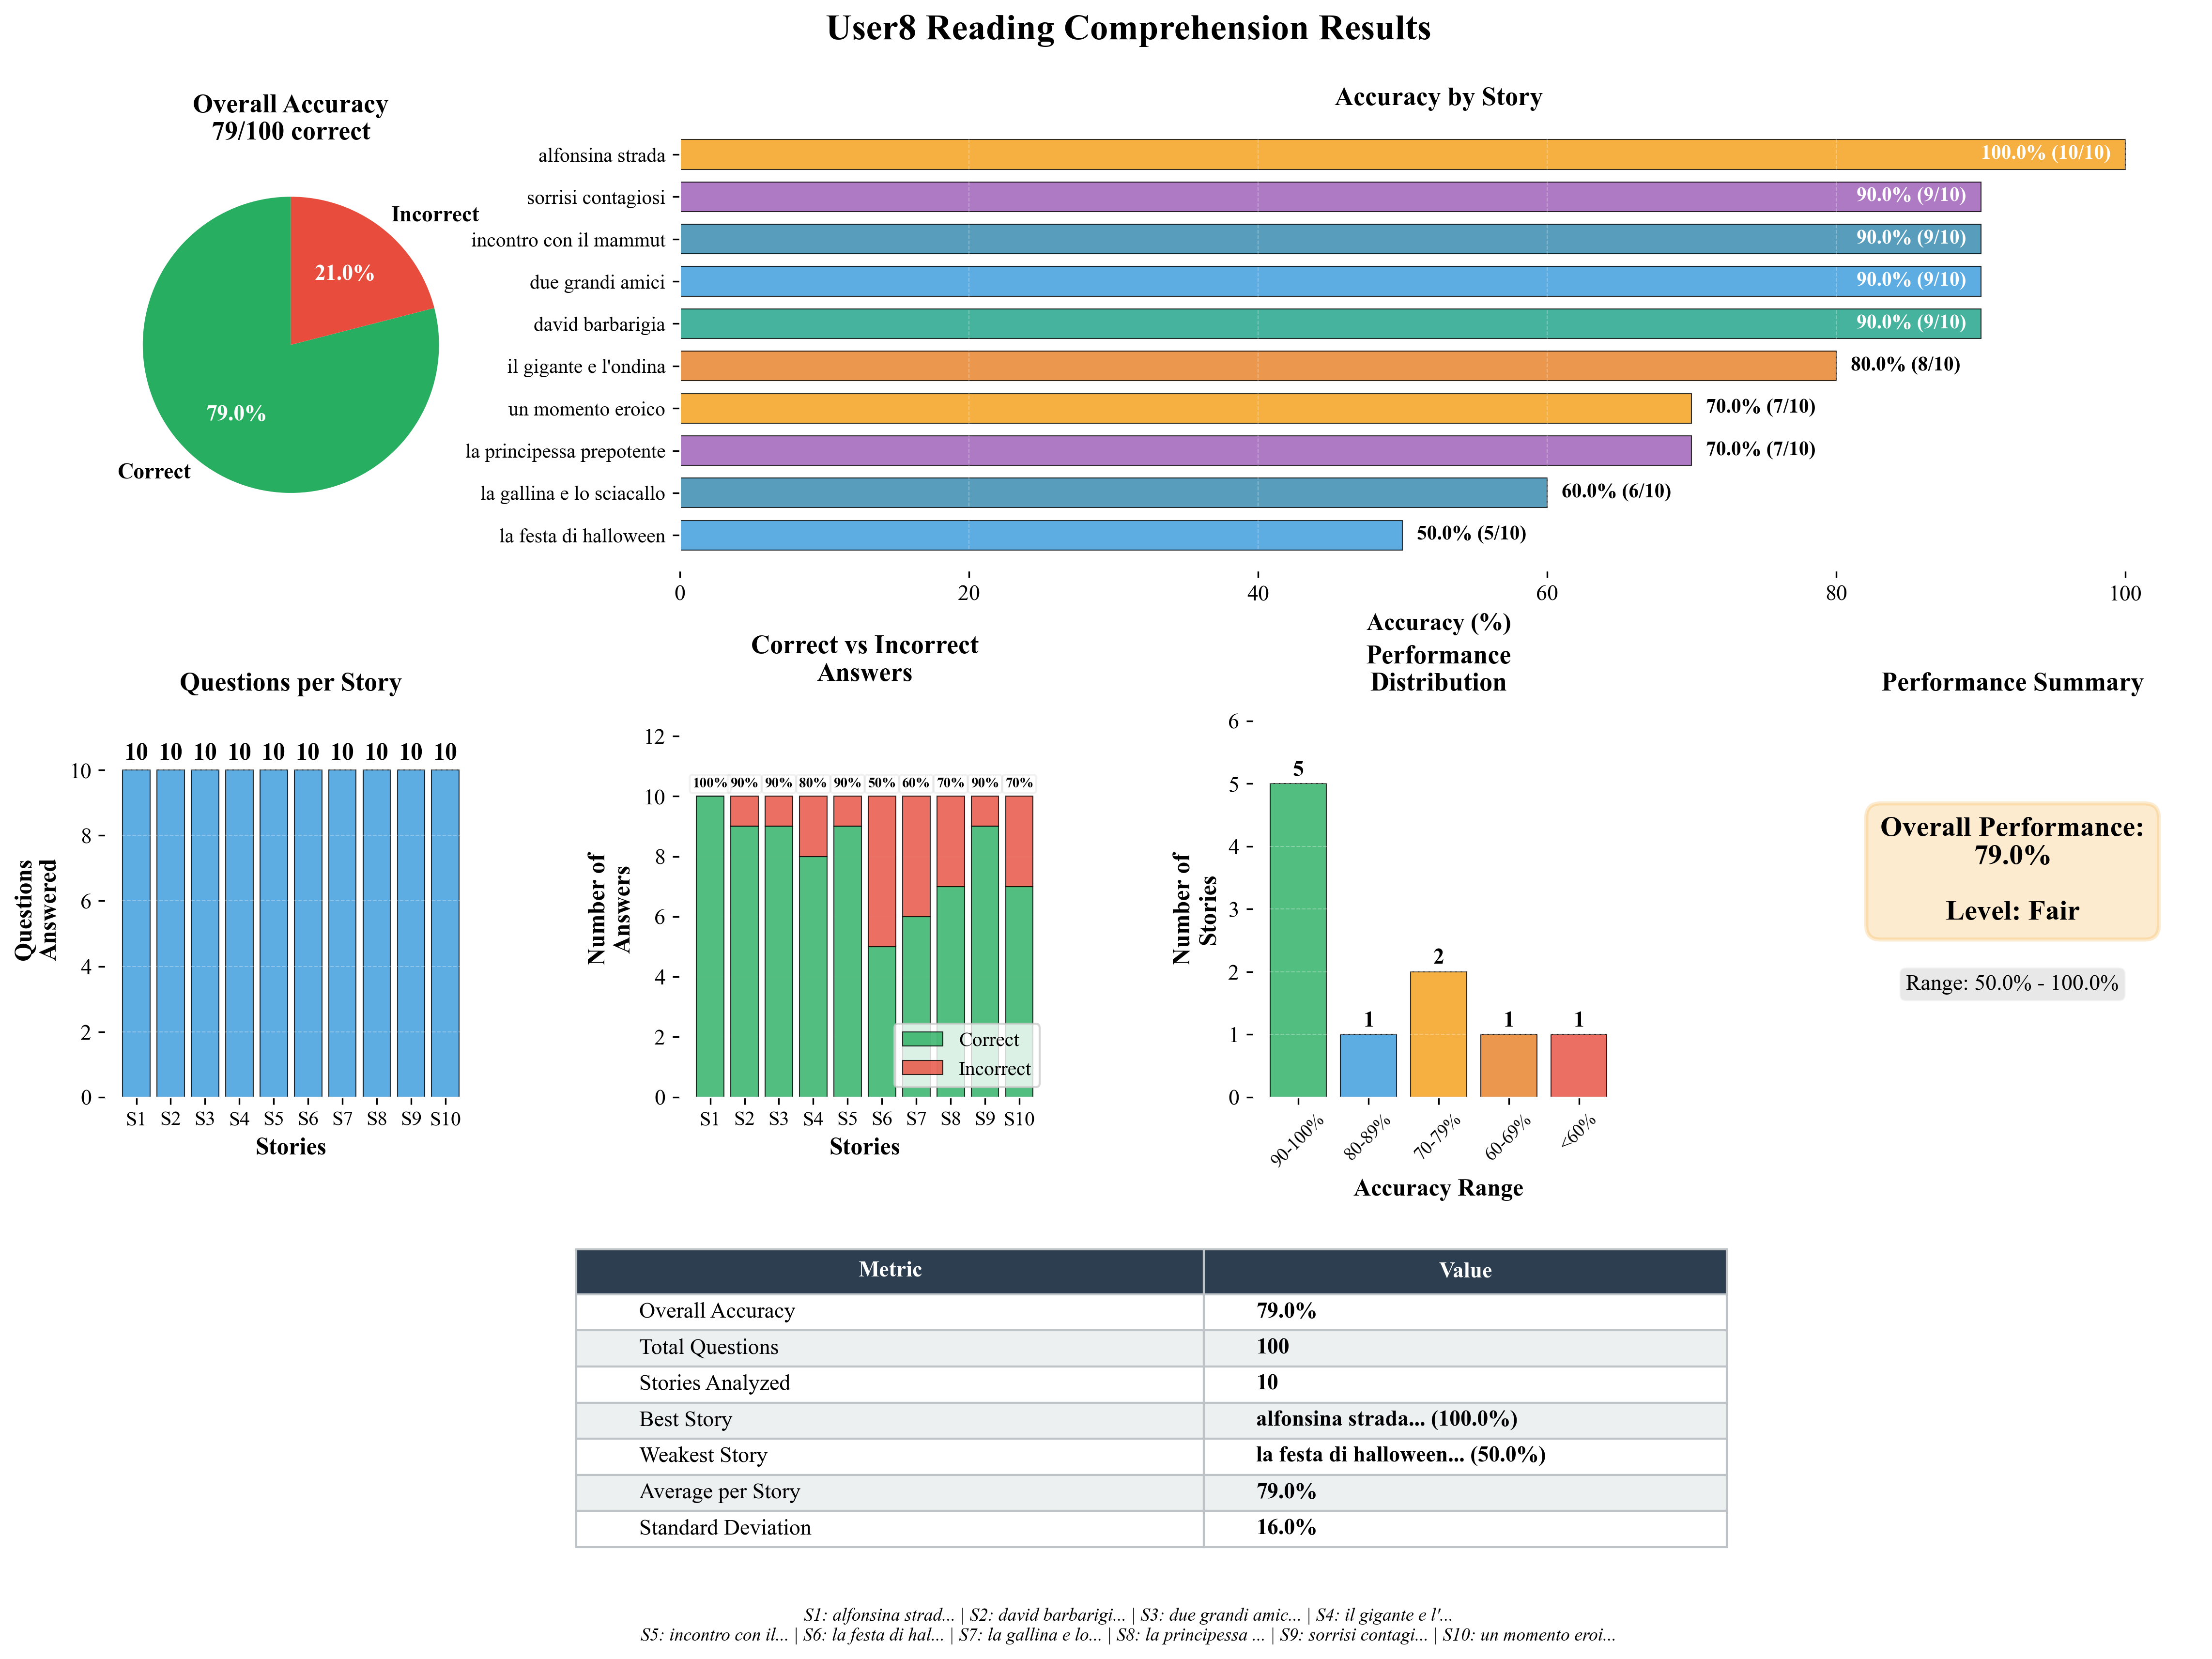 User8 Reading Comprehension Results
Overall Accuracy
79/100 correct
Incorrect
21.0%
79.0%
Correct
Accuracy by Story
alfonsina strada
100.0% (10/10)
sorrisi contagiosi
90.0% (9/10)
incontro con il mammut
90.0% (9/10)
due grandi amici
90.0% (9/10)
david barbarigia
90.0% (9/10)
il gigante e l'ondina
80.0% (8/10)
un momento eroico
70.0% (7/10)
la principessa prepotente
70.0% (7/10)
la gallina e lo sciacallo
60.0% (6/10)
la festa di halloween
50.0% (5/10)
0 20 40 60 80 100
Accuracy (%)
Questions per Story
10 10 10 10 10 10 10 10 10 10
10
8
6
4
2
0
Questions
Answered
S1 S2 S3 S4 S5 S6 S7 S8 S9 S10
Stories
Correct vs Incorrect
Answers
12
10
8
6
4
2
0
100% 90% 90% 80% 90% 50% 60% 70% 90% 70%
Number of
Answers
Correct
Incorrect
S1 S2 S3 S4 S5 S6 S7 S8 S9 S10
Stories
Performance
Distribution
6
5
4
3
2
1
0
5
1
2
1
1
Number of
Stories
90-100% 80-89% 70-79% 60-69% <60%
Accuracy Range
Performance Summary
Overall Performance:
79.0%
Level: Fair
Range: 50.0% - 100.0%
Metric Value
Overall Accuracy 79.0%
Total Questions 100
Stories Analyzed 10
Best Story alfonsina strada... (100.0%)
Weakest Story la festa di halloween... (50.0%)
Average per Story 79.0%
Standard Deviation 16.0%
S1: alfonsina strad... | S2: david barbarigi... | S3: due grandi amic... | S4: il gigante e l'...
S5: incontro con il... | S6: la festa di hal... | S7: la gallina e lo... | S8: la principessa ... | S9: sorrisi contagi... | S10: un momento eroi...